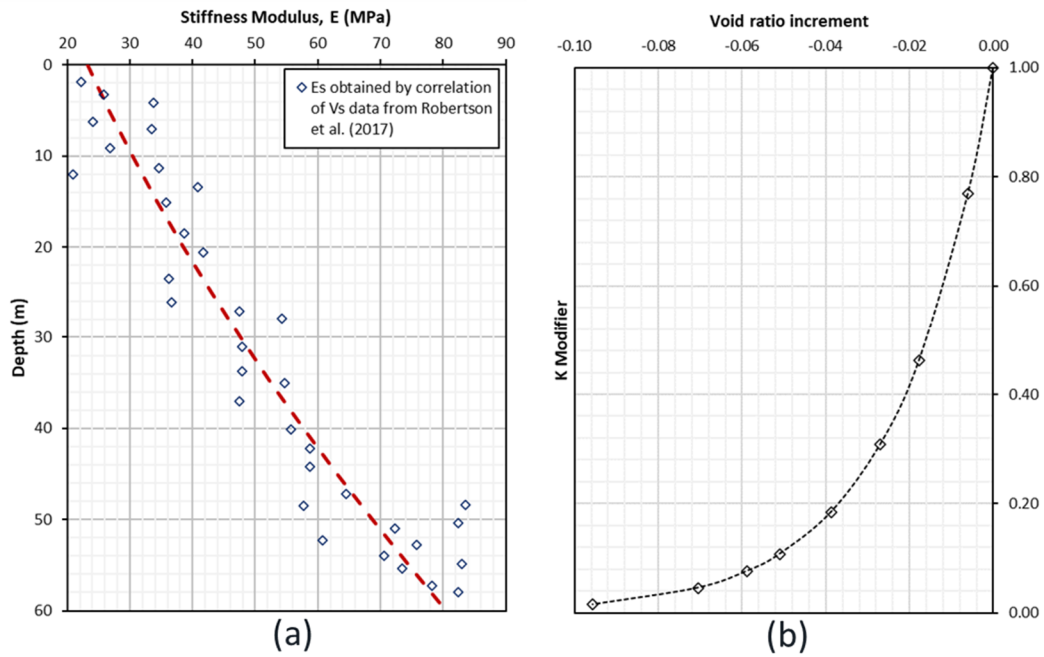 Stiffness Modulus, E (MPa)
20 30 40 50 60 70 80 90
0
10
20
30
40
50
60
Depth (m)
Es obtained by correlation
of Vs data from Robertson
et al. (2017)
(a)
Void ratio increment
-0.10 -0.08 -0.06 -0.04 -0.02 0.00
1.00
0.80
0.60
0.40
0.20
0.00
K Modifier
(b)